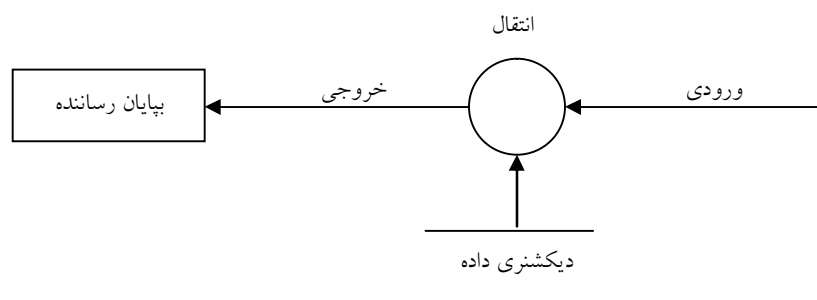 انتقال
ورودی
خروجی
بپایان رساننده
دیکشنری داده